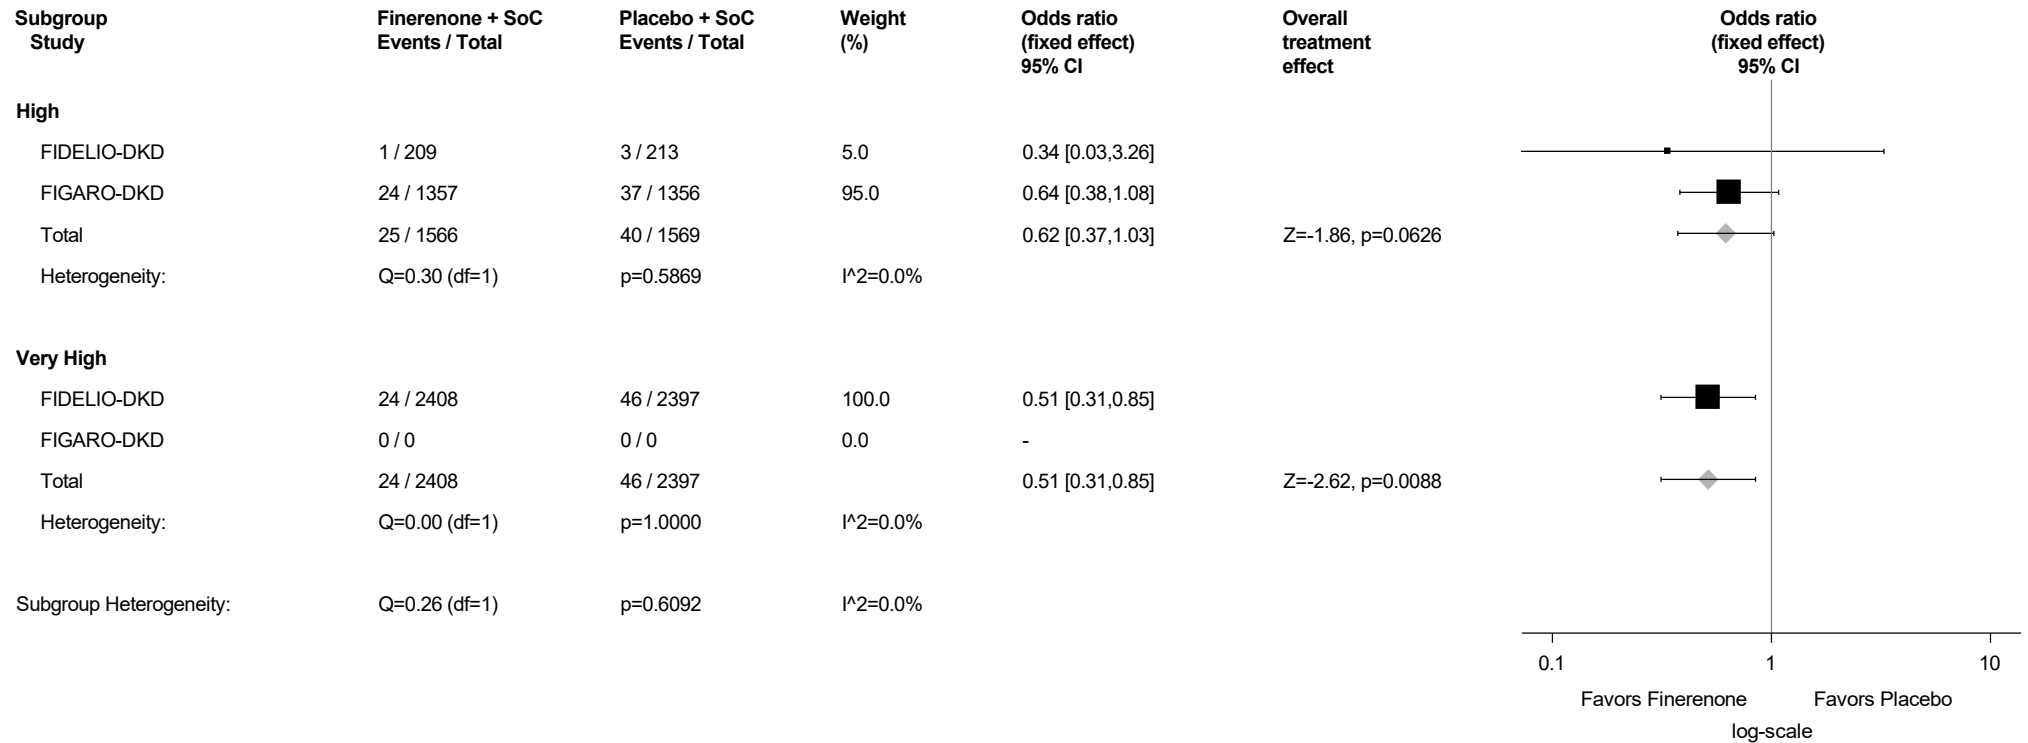 Subgroup Finerenone + SoC Placebo + SoC Weight Odds ratio Overall Odds ratio
Study Events / Total Events / Total (%) (fixed effect) treatment (fixed effect)
95% CI effect 95% CI
High
FIDELIO-DKD 1 / 209 3 / 213 5.0 0.34 [0.03,3.26]
FIGARO-DKD 24 / 1357 37 / 1356 95.0 0.64 [0.38,1.08]
Total 25 / 1566 40 / 1569 0.62 [0.37,1.03] Z=-1.86, p=0.0626
Heterogeneity: Q=0.30 (df=1) p=0.5869 I^2=0.0%
Very High
FIDELIO-DKD 24 / 2408 46 / 2397 100.0 0.51 [0.31,0.85]
FIGARO-DKD 0 / 0 0 / 0 0.0 -
Total 24 / 2408 46 / 2397 0.51 [0.31,0.85] Z=-2.62, p=0.0088
Heterogeneity: Q=0.00 (df=1) p=1.0000 I^2=0.0%
Subgroup Heterogeneity: Q=0.26 (df=1) p=0.6092 I^2=0.0%
0.1 1 10
Favors Finerenone Favors Placebo
log-scale